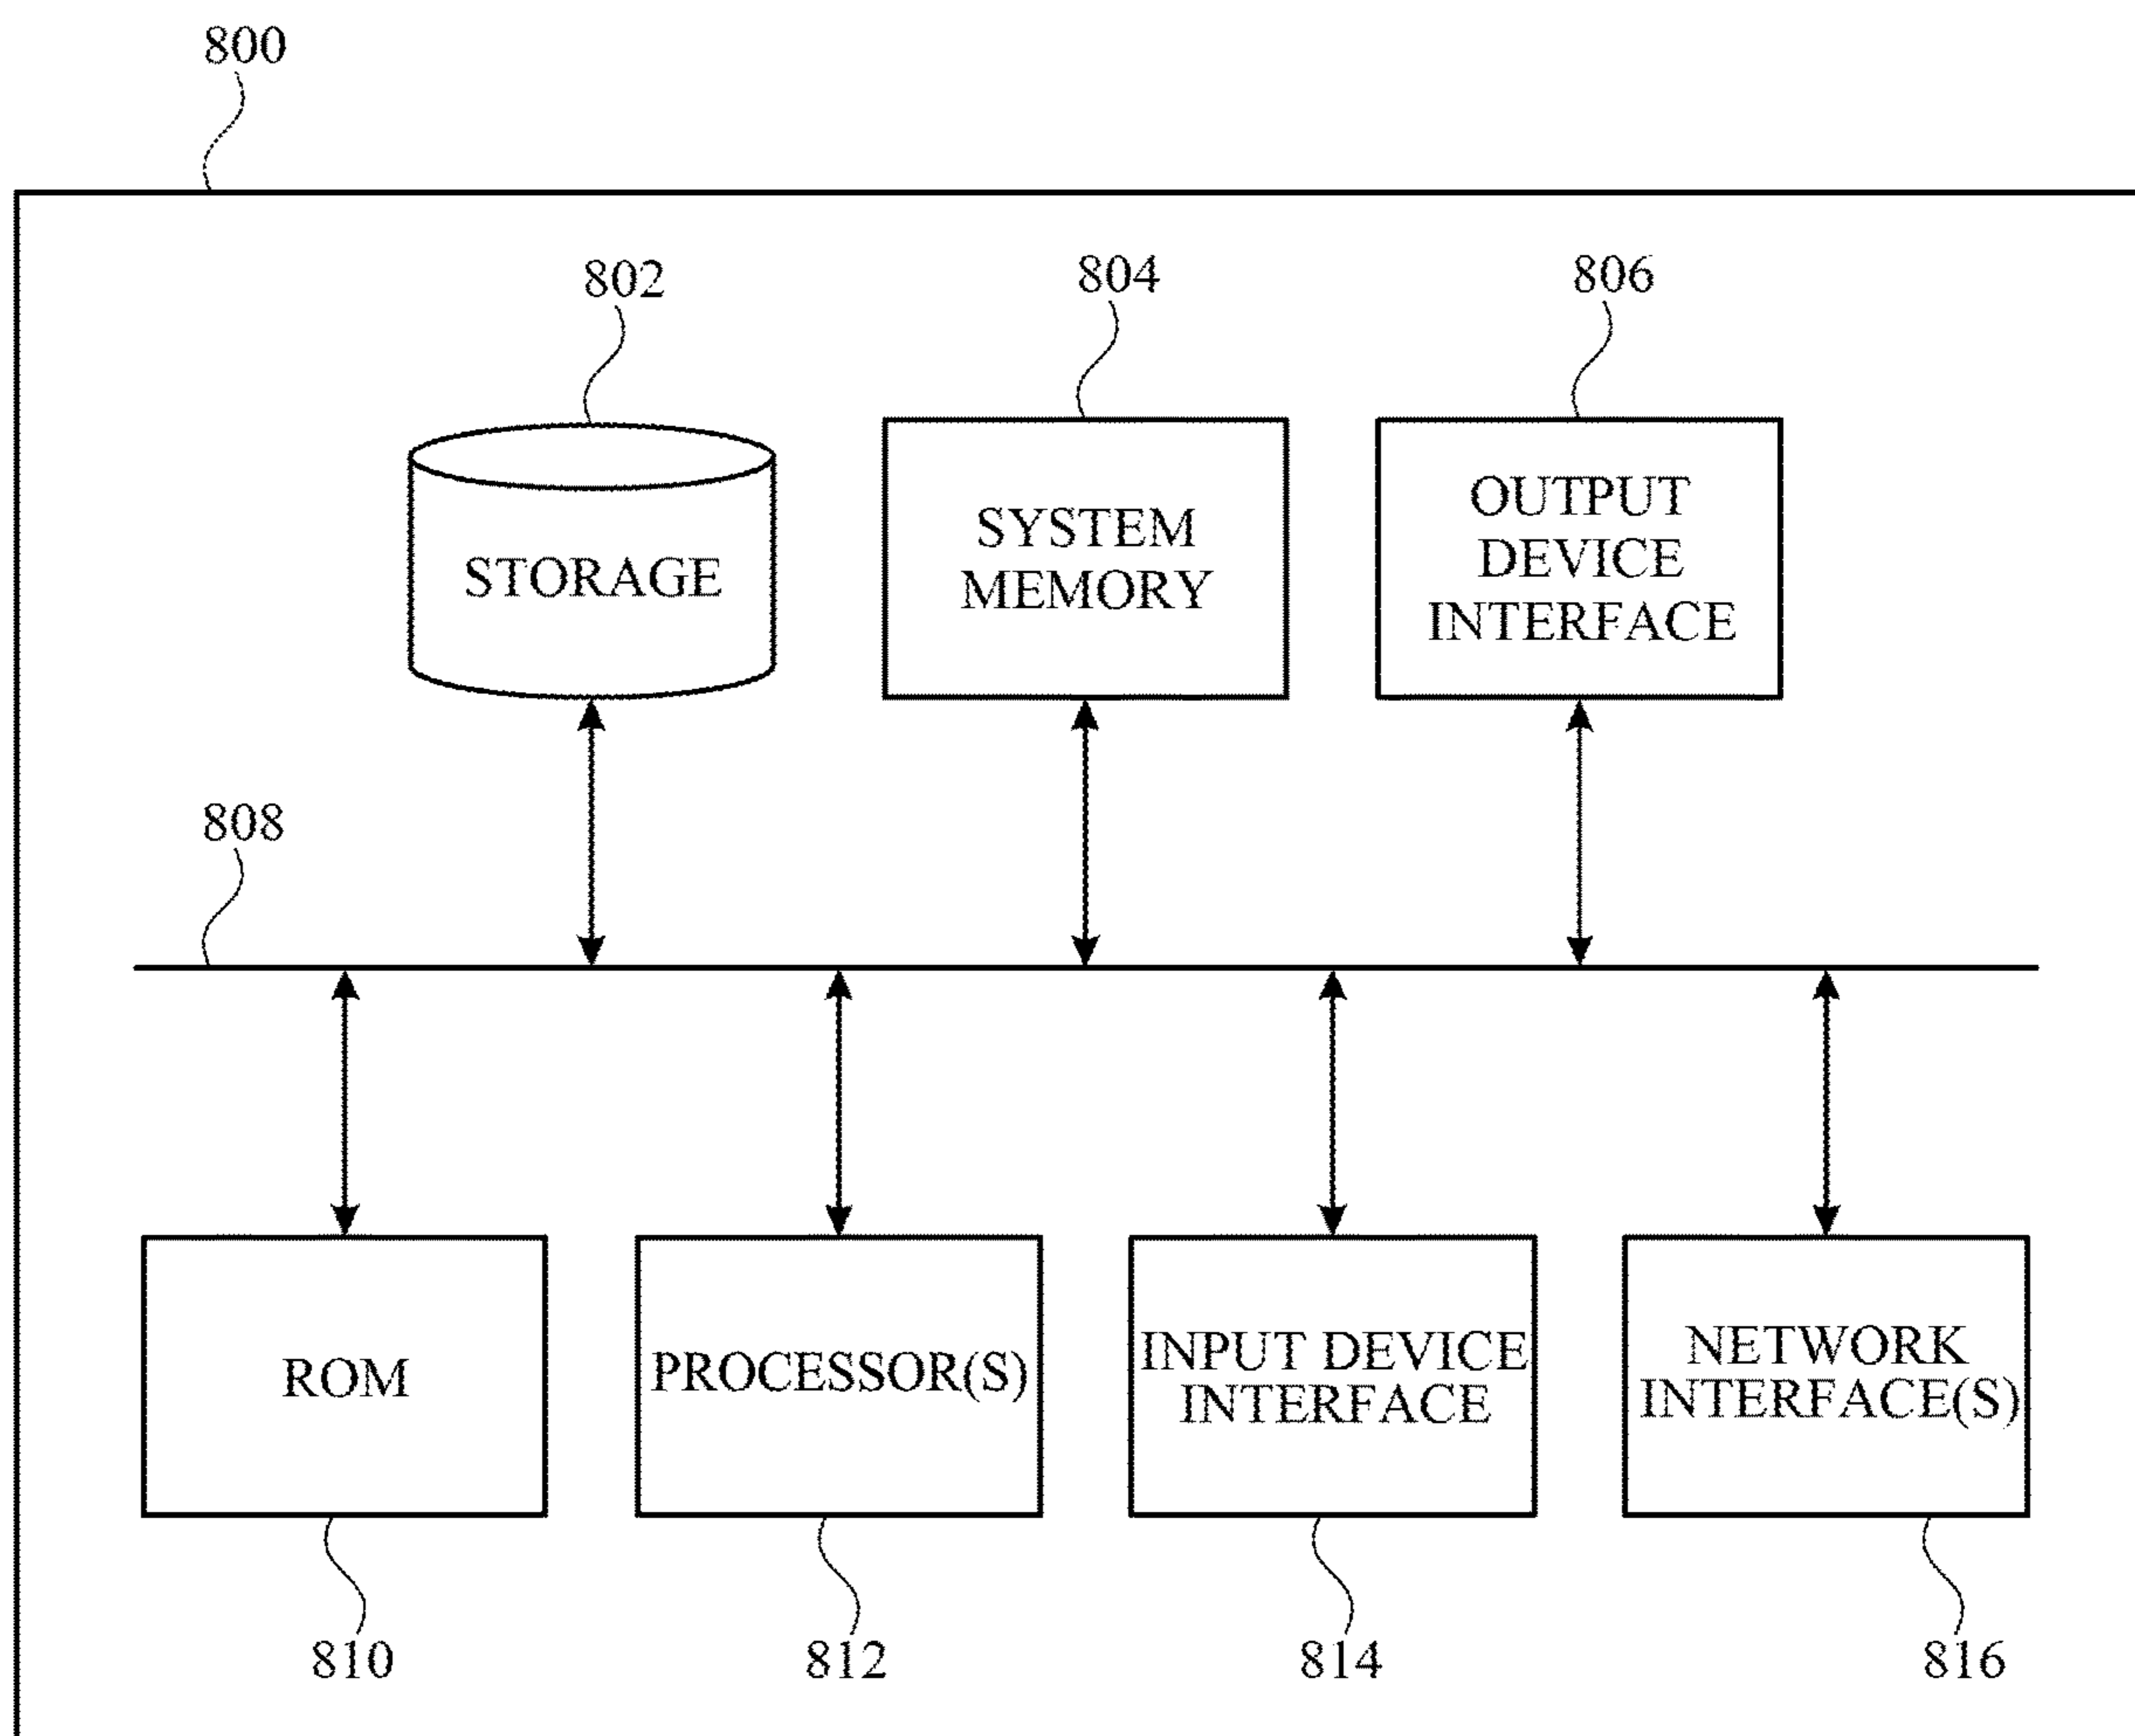 800
802
804
806
STORAGE
SYSTEM
MEMORY
OUTPUT
DEVICE
INTERFACE
808
ROM
PROCESSOR(S)
INPUT DEVICE
INTERFACE
NETWORK
INTERFACE(S)
810
812
814
816